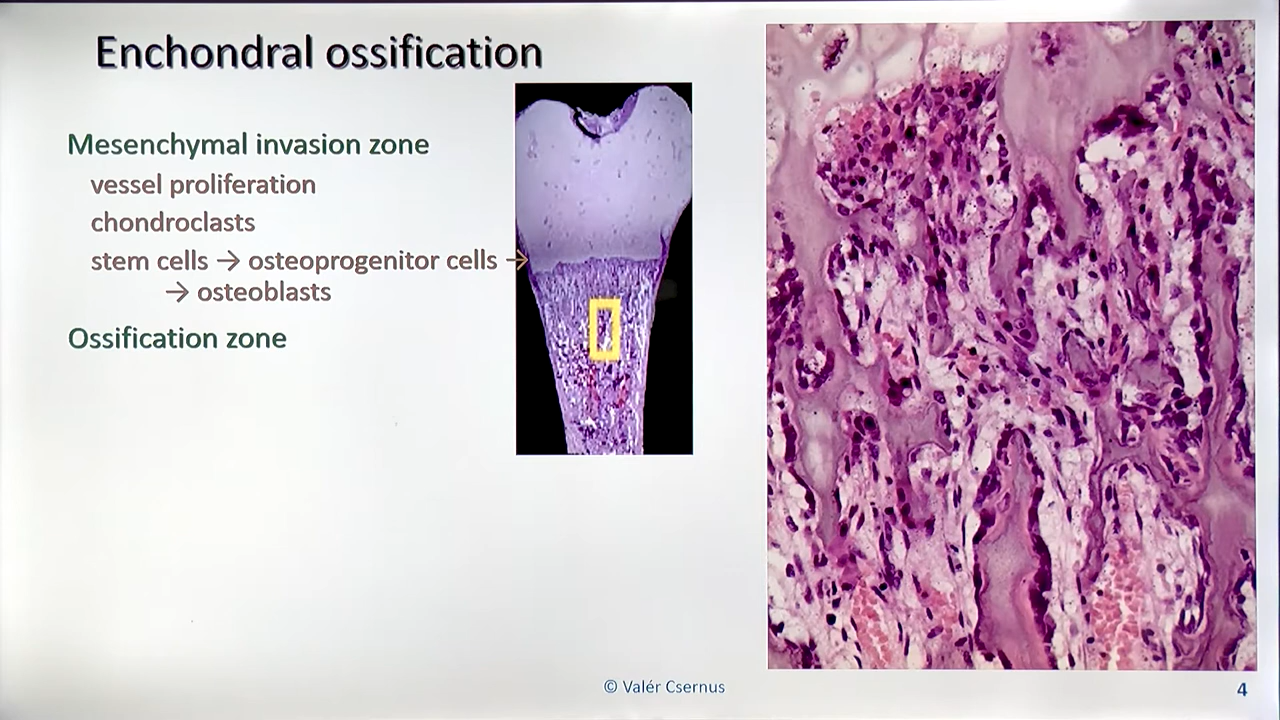 Enchondral ossification
Mesenchymal invasion zone
vessel proliferation
chondroclasts
stem cells → osteoprogenitor cells →
→ osteoblasts
Ossification zone
© Valér Csernus
4